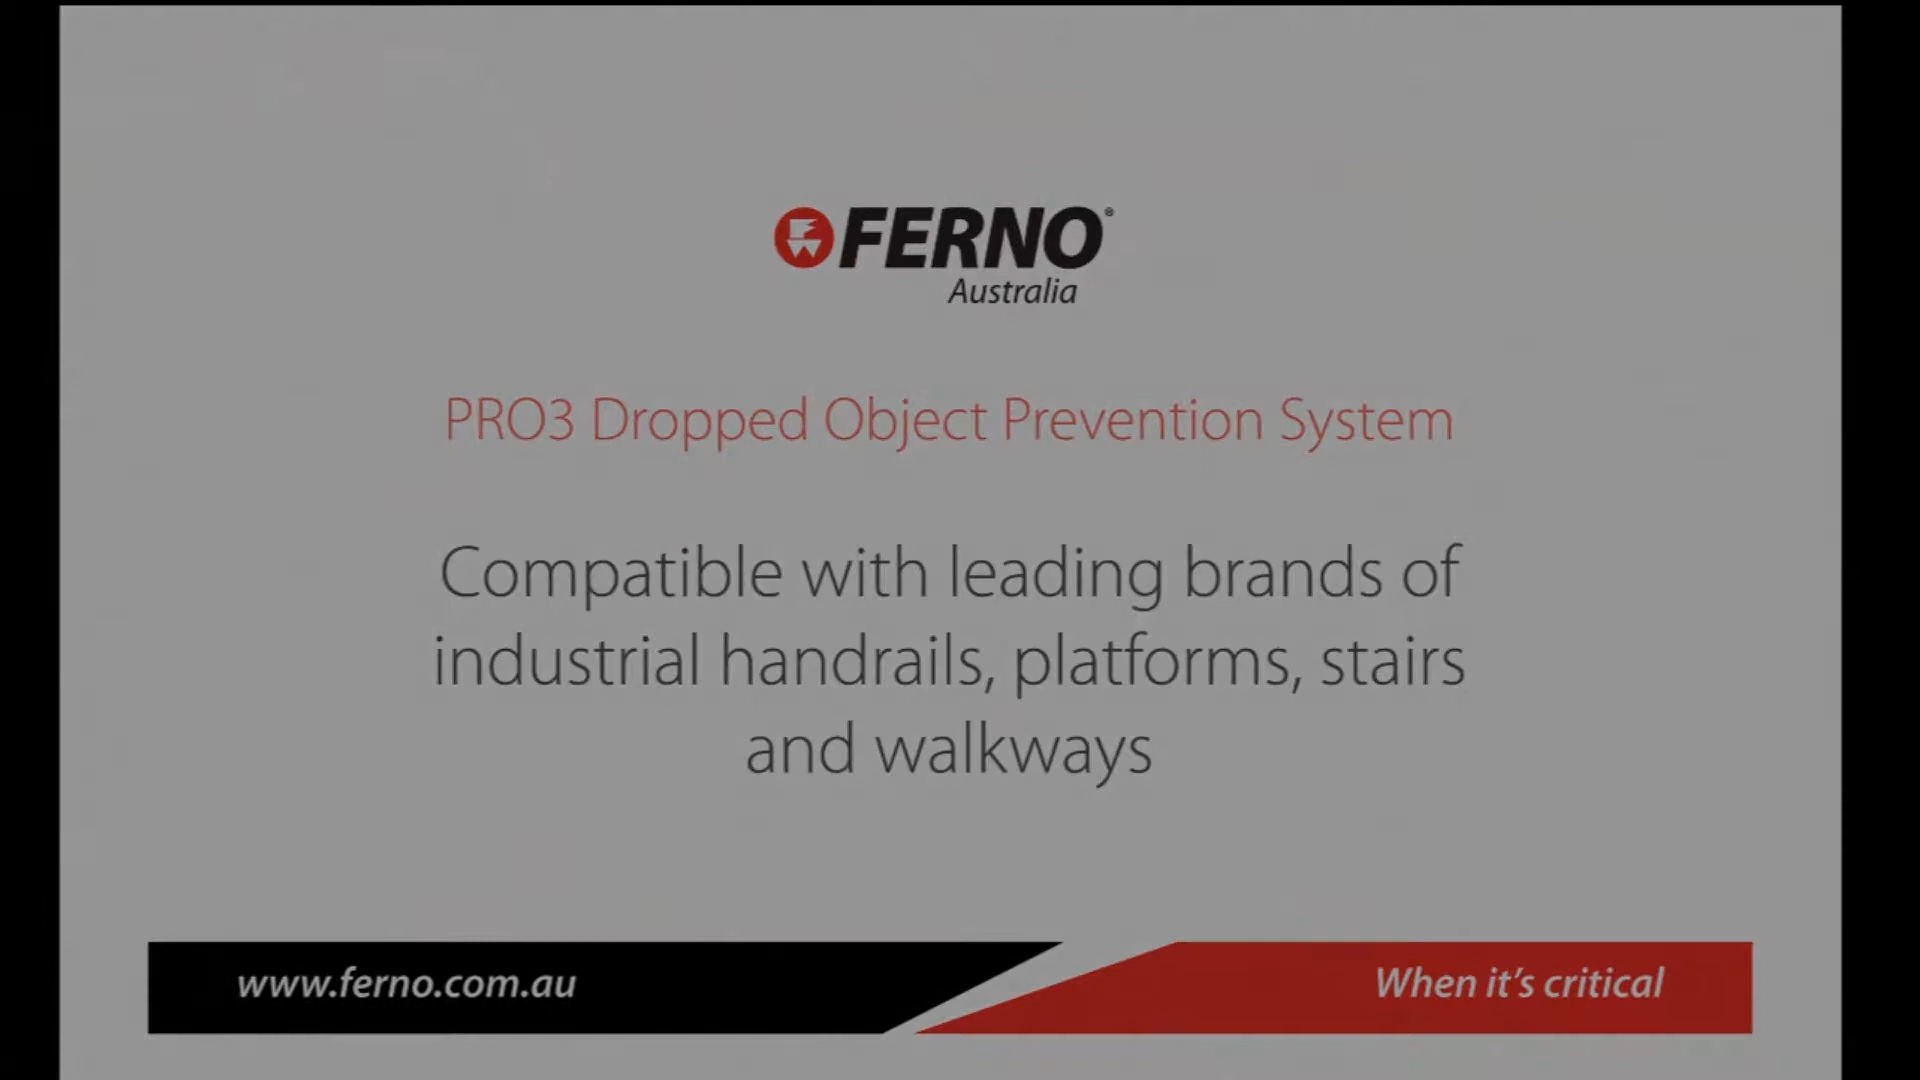 FERNO®
Australia
PRO3 Dropped Object Prevention System
Compatible with leading brands of
industrial handrails, platforms, stairs
and walkways
www.ferno.com.au
When it's critical